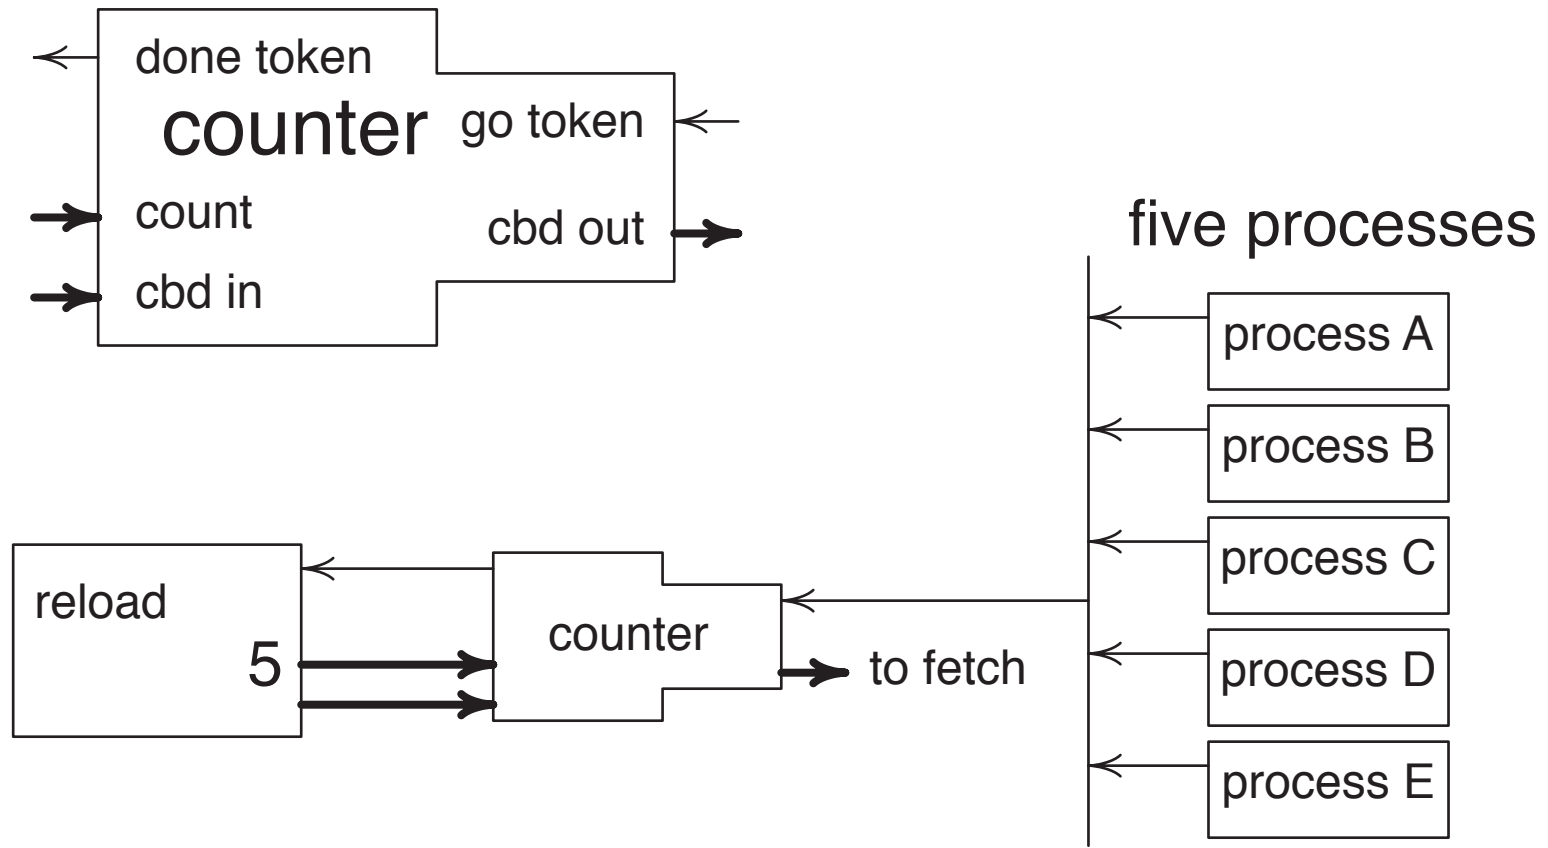 done token
counter
go token
count
cbd out
cbd in
five processes
process A
process B
process C
process D
process E
reload
5
counter
to fetch